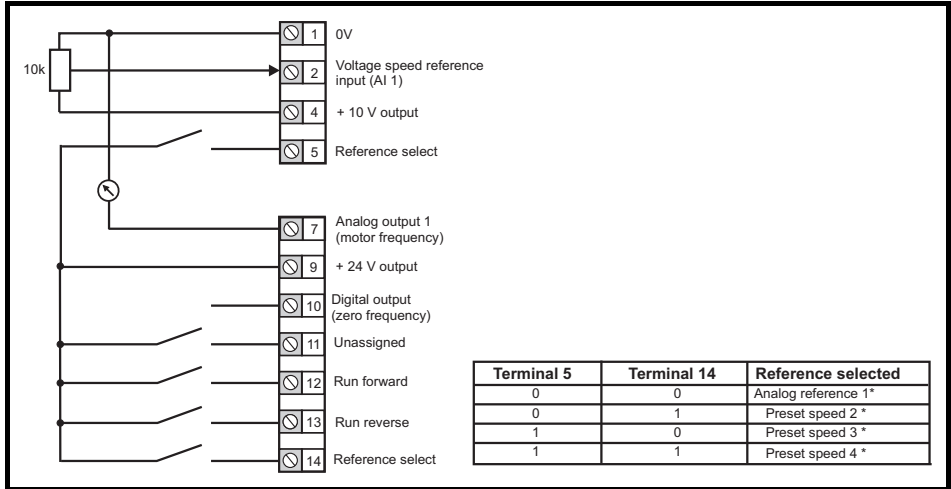 10k
1 0V
2 Voltage speed reference
input (AI 1)
4 + 10 V output
5 Reference select
7 Analog output 1
(motor frequency)
9 + 24 V output
10 Digital output
(zero frequency)
11 Unassigned
12 Run forward
13 Run reverse
14 Reference select
Terminal 5 Terminal 14 Reference selected
0 0 Analog reference 1*
0 1 Preset speed 2 *
1 0 Preset speed 3 *
1 1 Preset speed 4 *